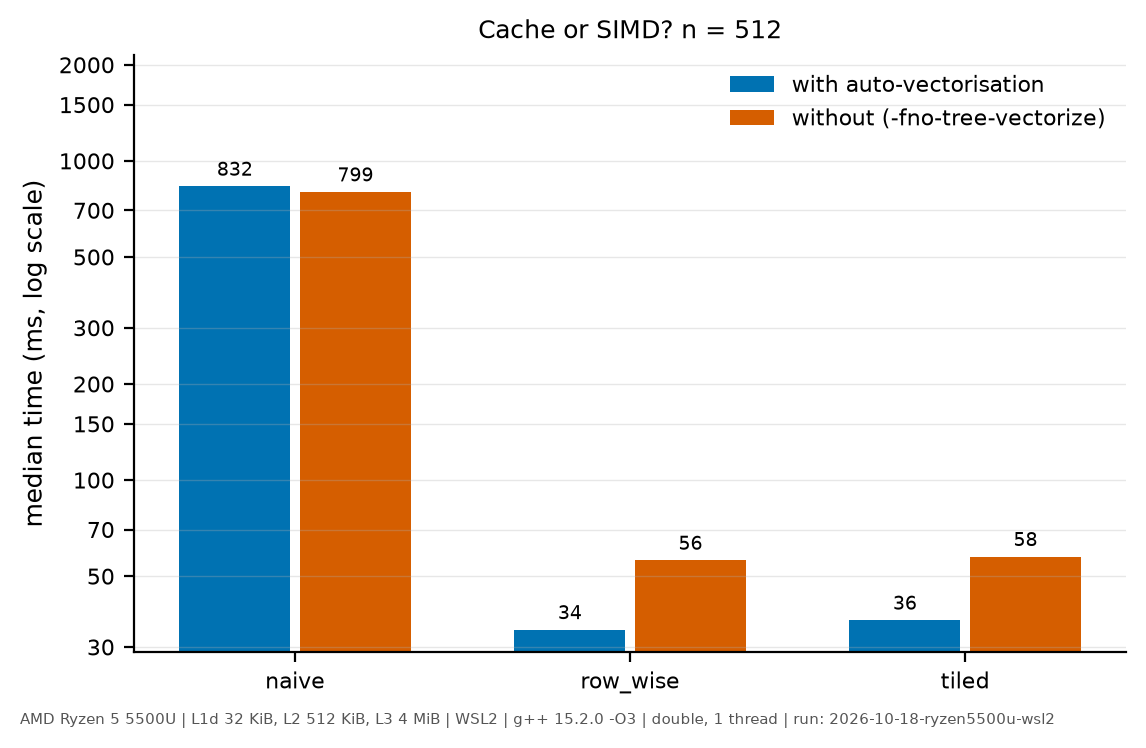 Cache or SIMD? n = 512
with auto-vectorisation
without (-fno-tree-vectorize)
median time (ms, log scale)
2000
1500
1000
700
500
300
200
150
100
70
50
30
832
799
34
56
36
58
naive
row_wise
tiled
AMD Ryzen 5 5500U | L1d 32 KiB, L2 512 KiB, L3 4 MiB | WSL2 | g++ 15.2.0 -O3 | double, 1 thread | run: 2026-10-18-ryzen5500u-wsl2